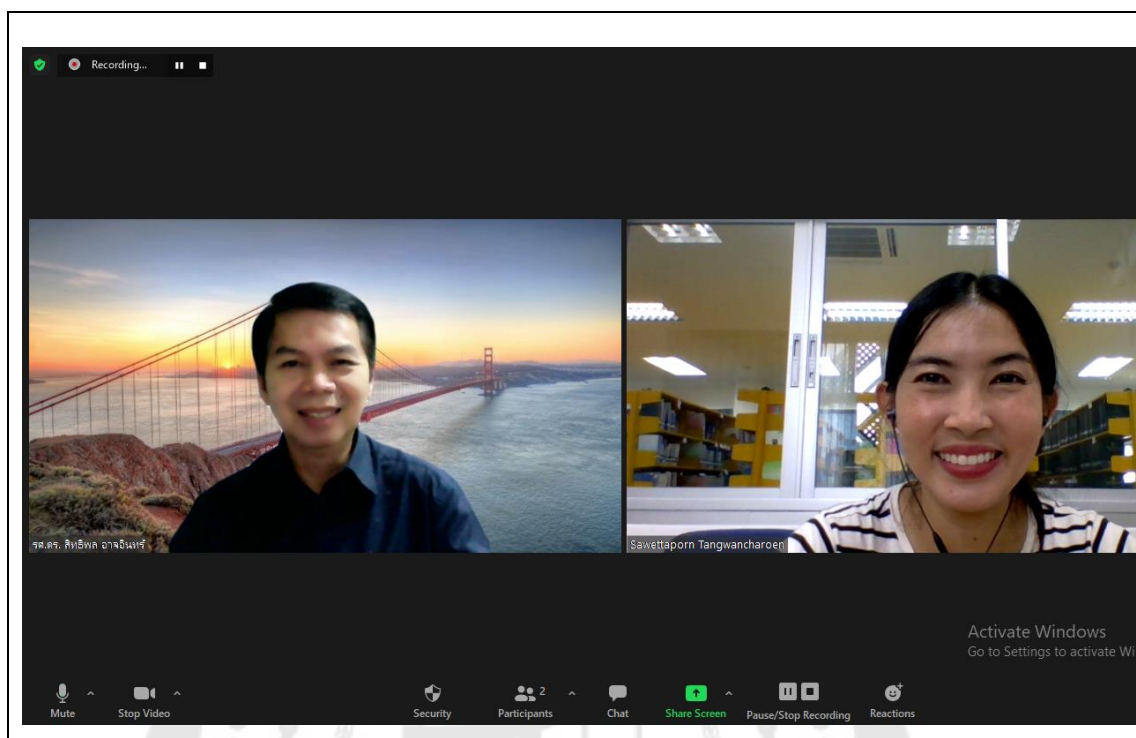 Recording...
รศ.ดร. สิทธิพล อาจอินทร์
Sawettaporn Tangwancharoen
Activate Windows
Go to Settings to activate Wi
Mute
Stop Video
Security
Participants
2
Chat
Share Screen
Pause/Stop Recording
Reactions